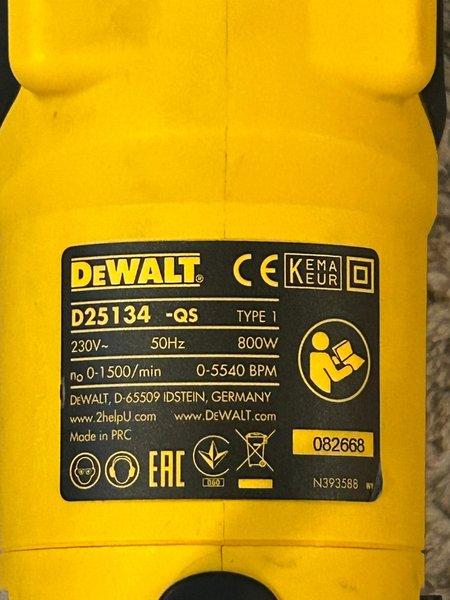 DEWALT®
CE KEMA KEUR
D25134 -QS TYPE 1
230V~ 50Hz 800W
n₀ 0-1500/min 0-5540 BPM
DEWALT, D-65509 IDSTEIN, GERMANY
www.2helpU.com www.DEWALT.com
Made in PRC
082668
EAC
N393588 WY